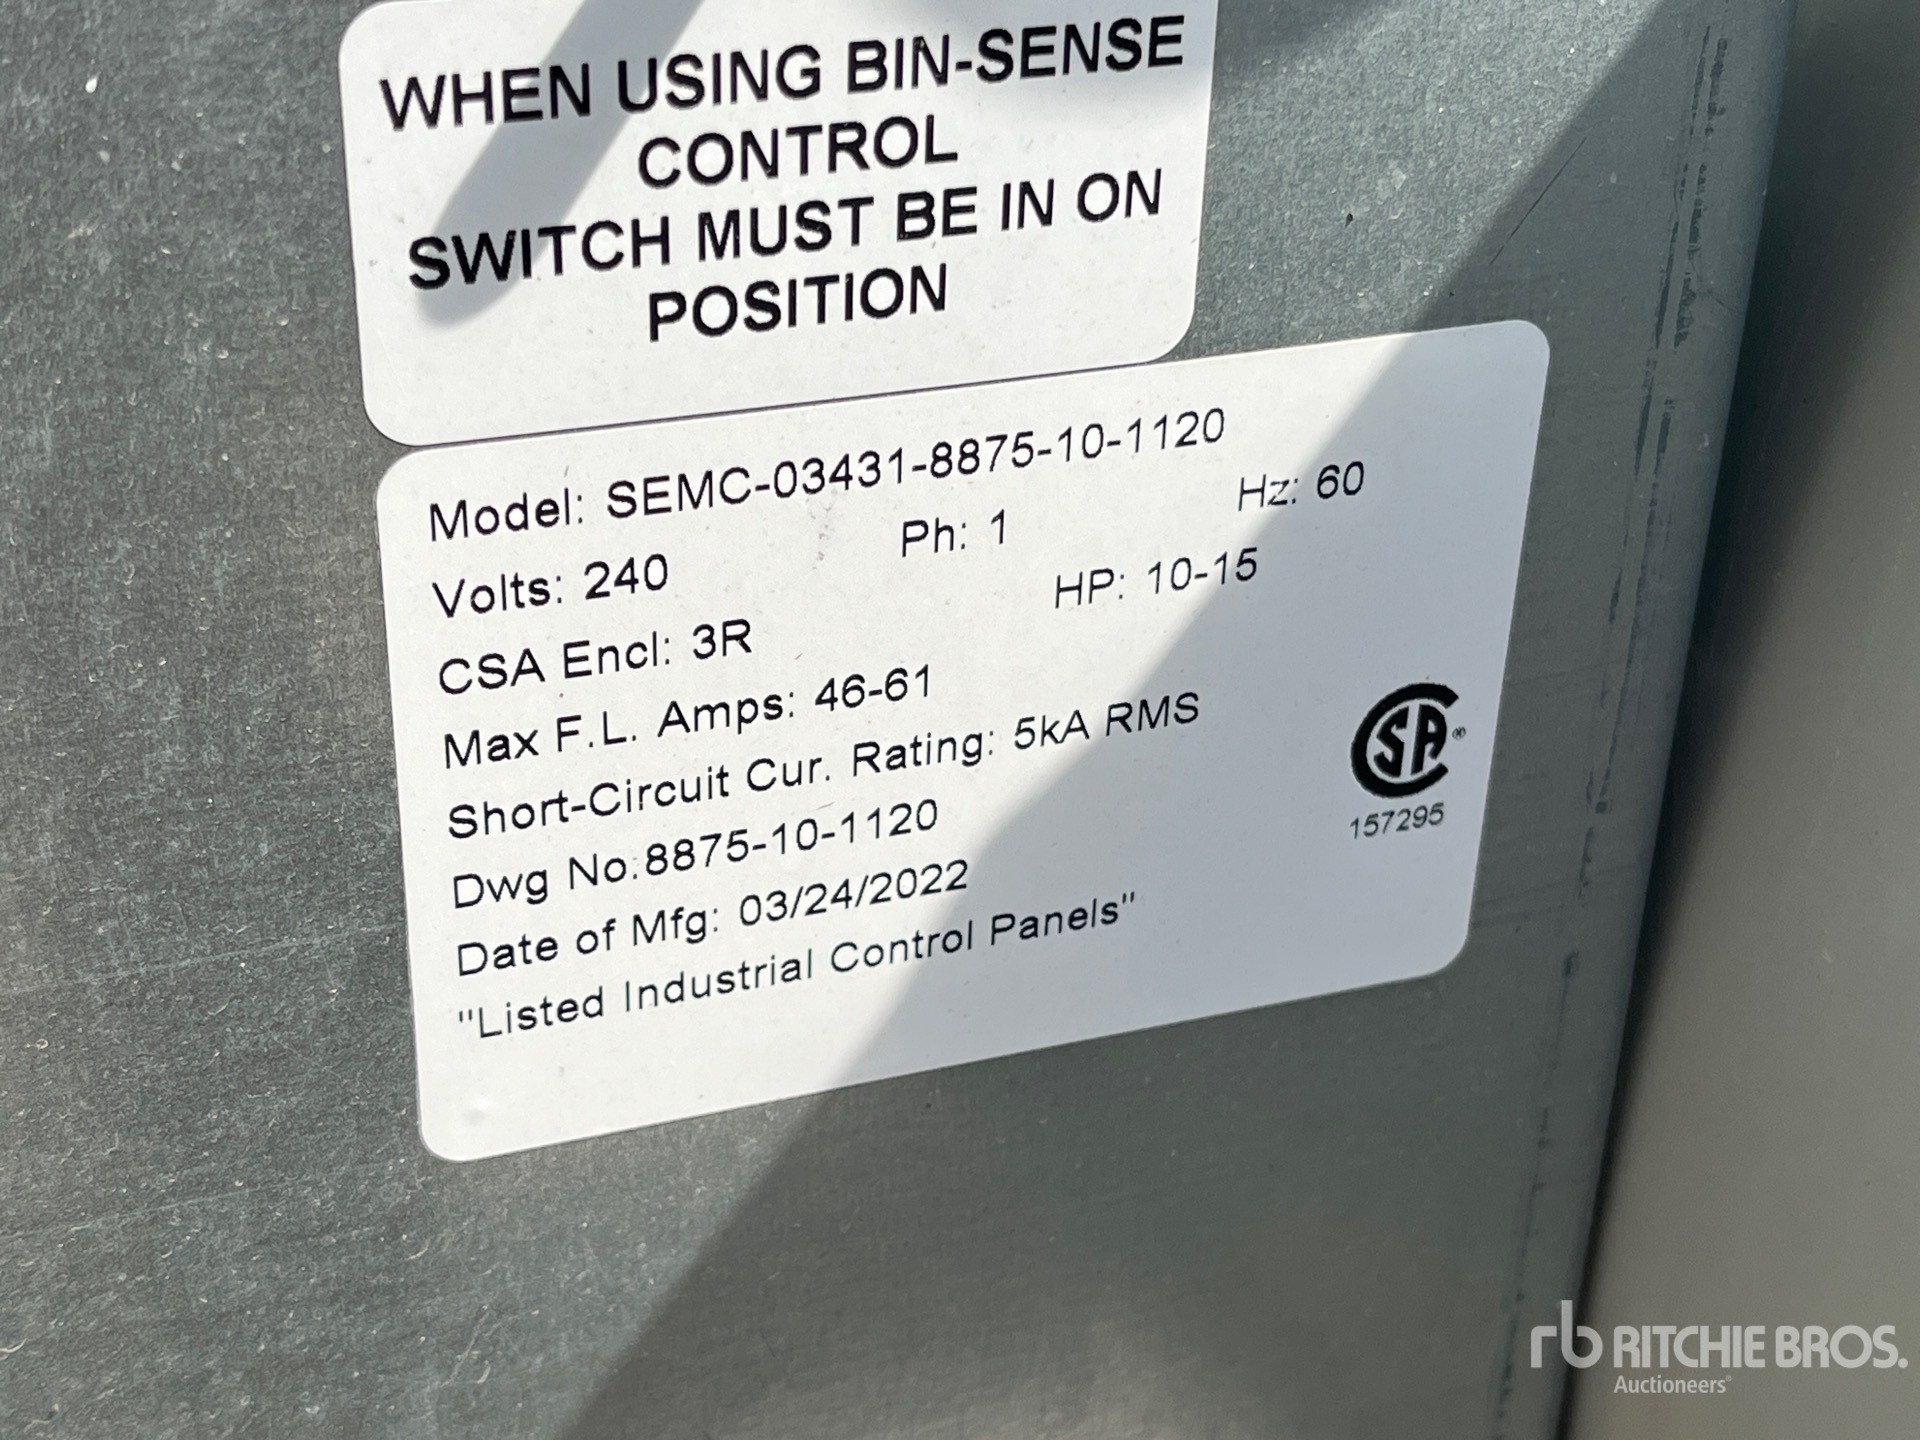 WHEN USING BIN-SENSE
CONTROL
SWITCH MUST BE IN ON
POSITION
Model: SEMC-03431-8875-10-1120
Volts: 240 Ph: 1 Hz: 60
CSA Encl: 3R HP: 10-15
Max F.L. Amps: 46-61
Short-Circuit Cur. Rating: 5kA RMS
Dwg No:8875-10-1120
Date of Mfg: 03/24/2022
"Listed Industrial Control Panels"
CSA®
157295
rb RITCHIE BROS.
Auctioneers®